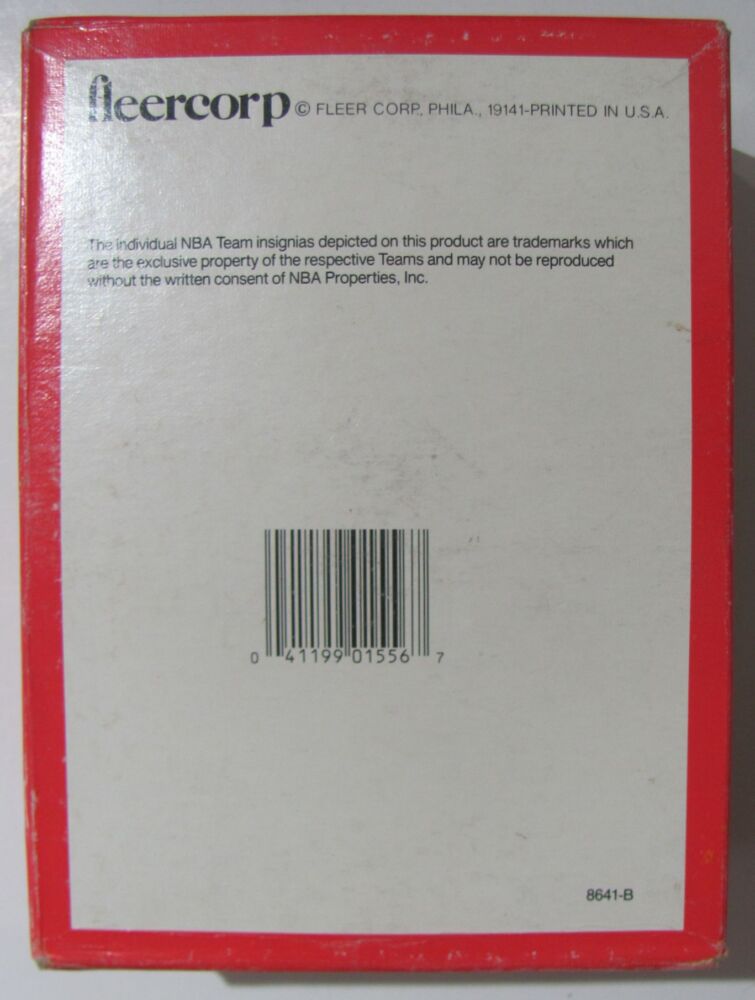 fleercorp © FLEER CORP., PHILA., 19141-PRINTED IN U.S.A.
The individual NBA Team insignias depicted on this product are trademarks which
are the exclusive property of the respective Teams and may not be reproduced
without the written consent of NBA Properties, Inc.
0 41199 01556 7
8641-B